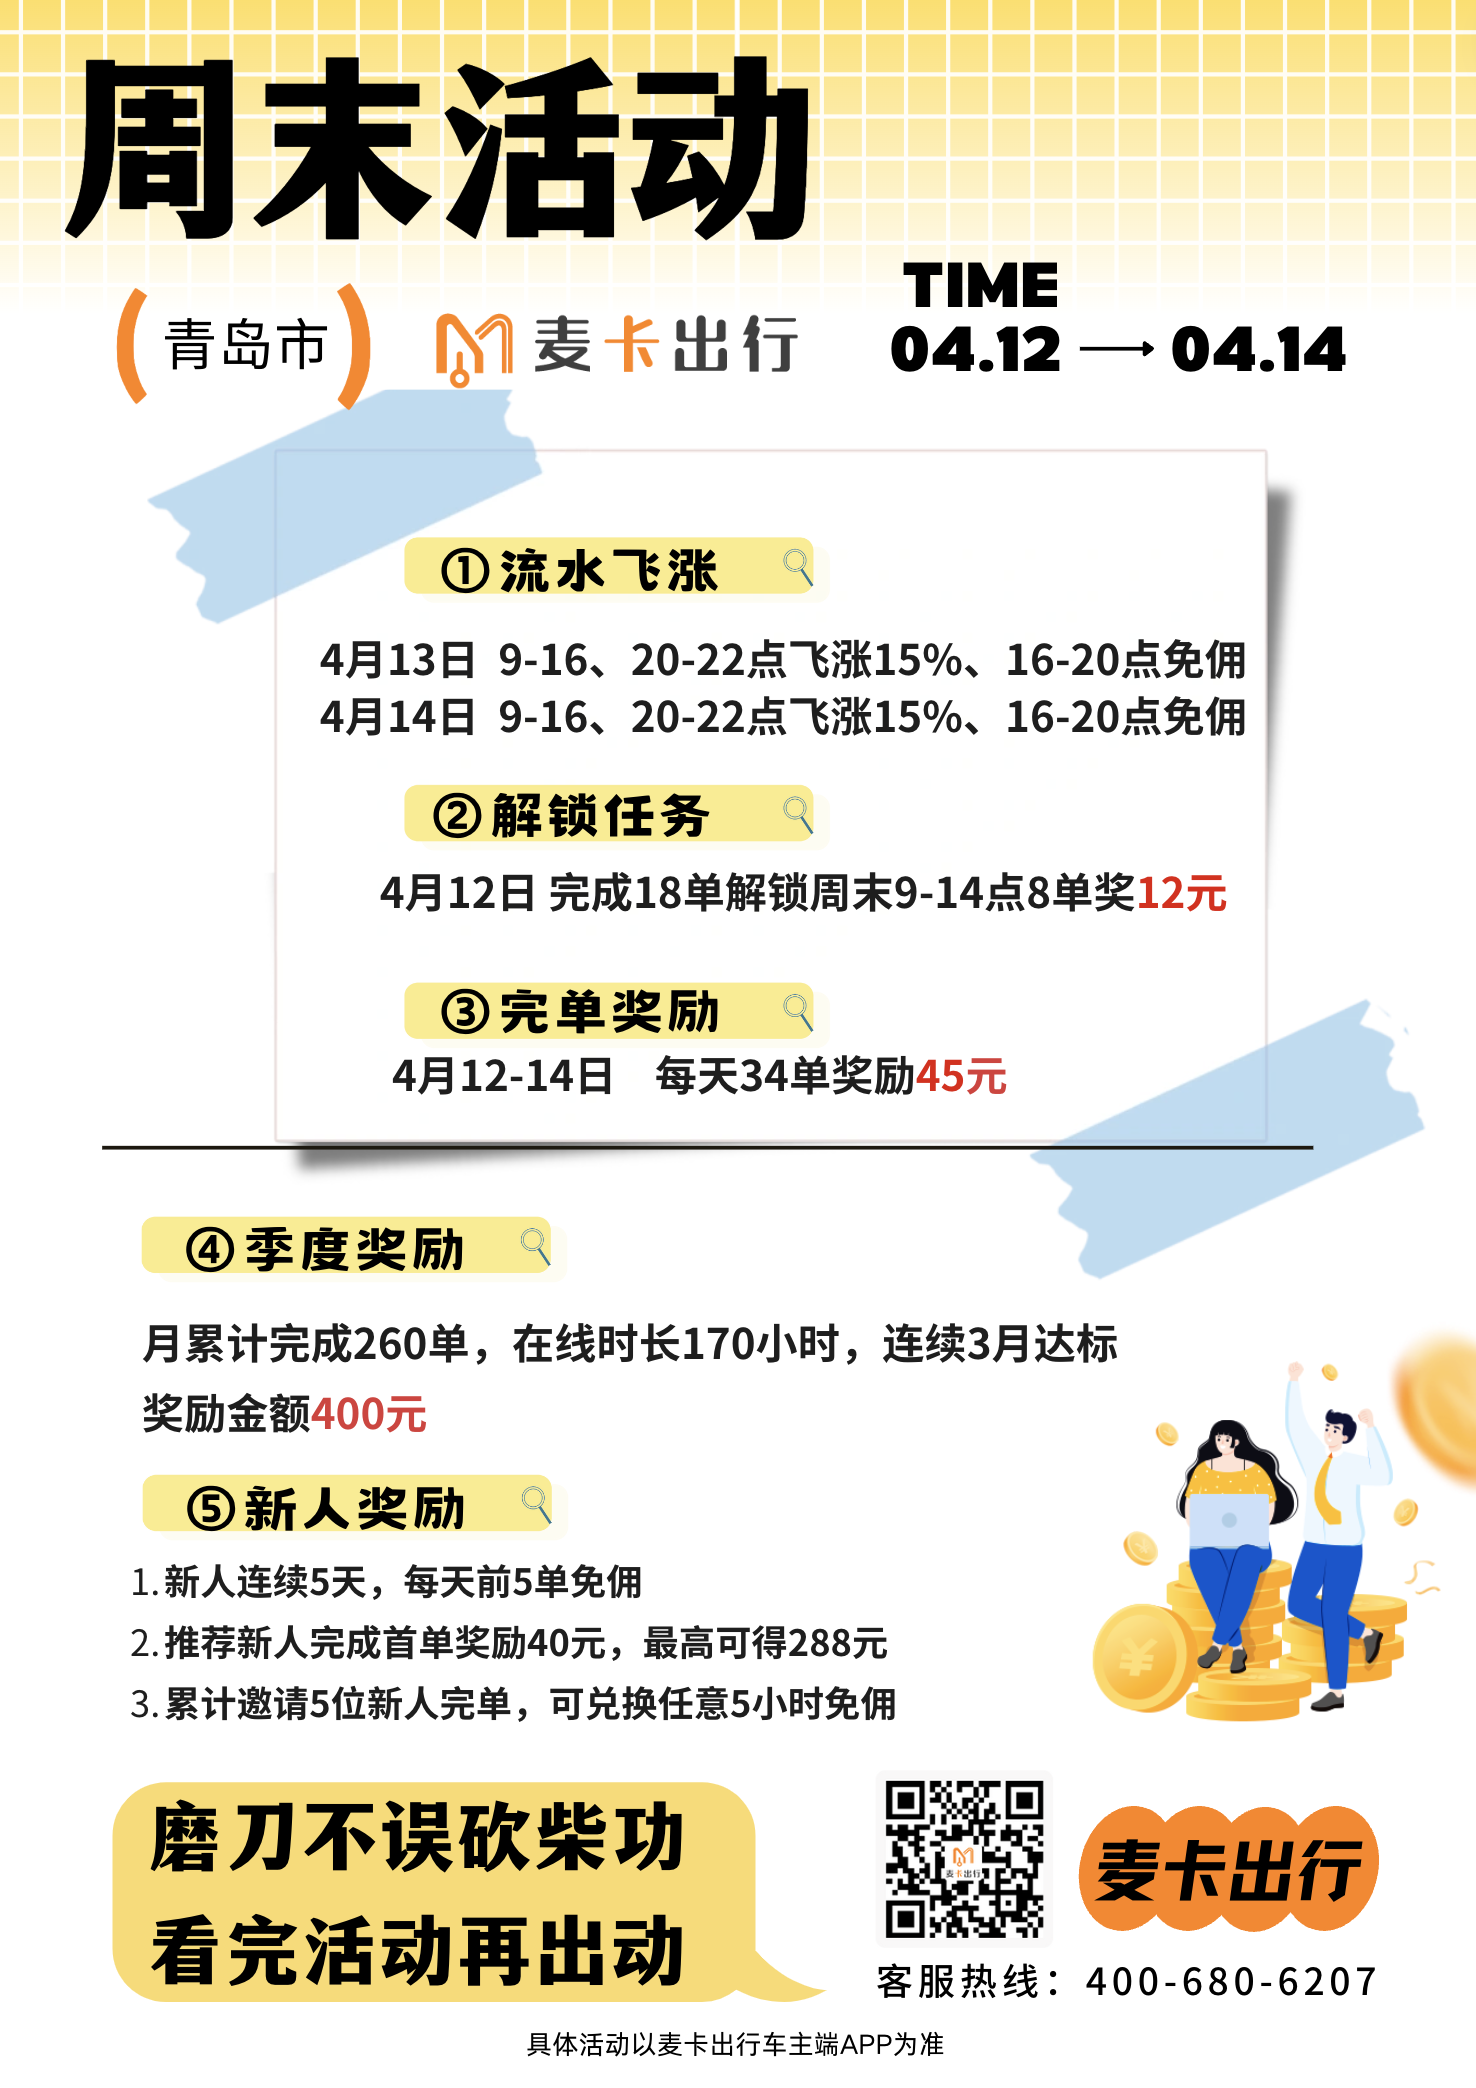 周末活动
(青岛市)
麦卡出行
TIME
04.12 → 04.14
①流水飞涨
4月13日 9-16、20-22点飞涨15%、16-20点免佣
4月14日 9-16、20-22点飞涨15%、16-20点免佣
②解锁任务
4月12日 完成18单解锁周末9-14点8单奖12元
③完单奖励
4月12-14日 每天34单奖励45元
④季度奖励
月累计完成260单，在线时长170小时，连续3月达标
奖励金额400元
⑤新人奖励
1.新人连续5天，每天前5单免佣
2.推荐新人完成首单奖励40元，最高可得288元
3.累计邀请5位新人完单，可兑换任意5小时免佣
磨刀不误砍柴功
看完活动再出动
麦卡出行
麦卡出行
客服热线：400-680-6207
具体活动以麦卡出行车主端APP为准